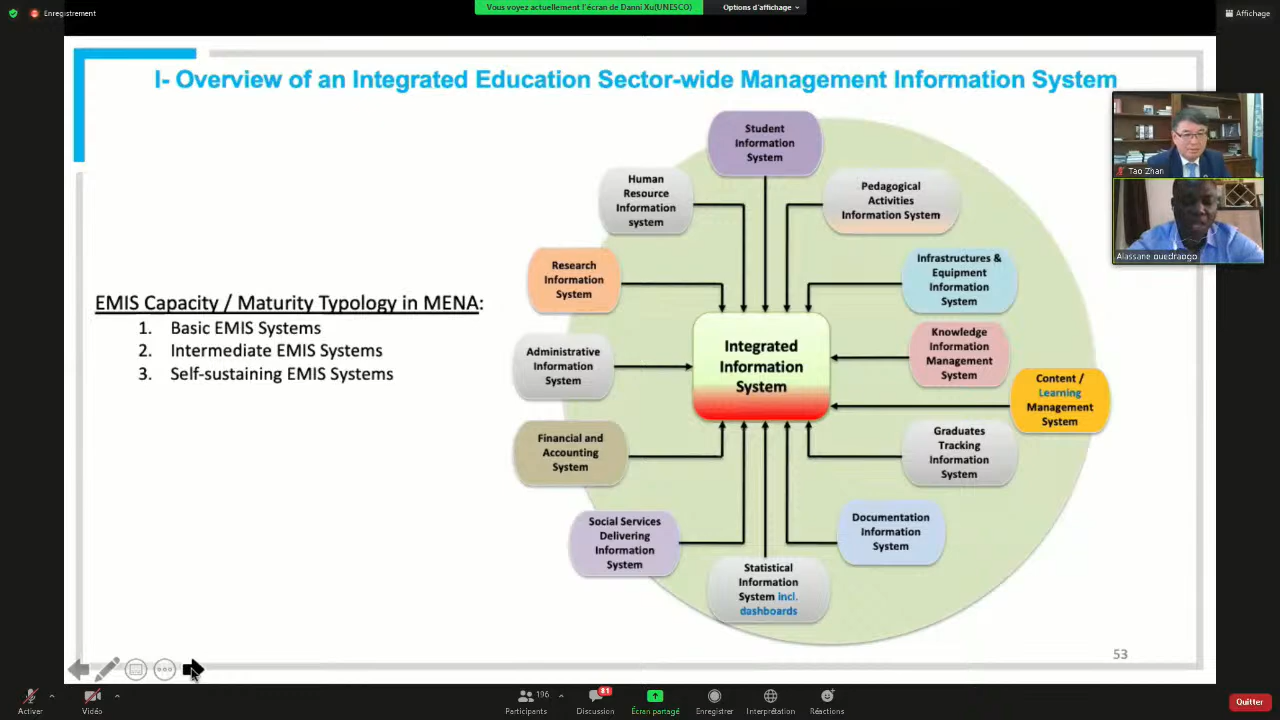 Enregistrement
Vous voyez actuellement l'écran de Danni Xu(UNESCO)
Options d'affichage
Affichage
I- Overview of an Integrated Education Sector-wide Management Information System
Tao Zhan
Alassane ouedraogo
EMIS Capacity / Maturity Typology in MENA:
1. Basic EMIS Systems
2. Intermediate EMIS Systems
3. Self-sustaining EMIS Systems
Student
Information
System
Human
Resource
Information
system
Pedagogical
Activities
Information System
Research
Information
System
Infrastructures &
Equipment
Information
System
Administrative
Information
System
Integrated
Information
System
Knowledge
Information
Management
System
Content /
Learning
Management
System
Financial and
Accounting
System
Graduates
Tracking
Information
System
Social Services
Delivering
Information
System
Documentation
Information
System
Statistical
Information
System incl.
dashboards
53
Activer
Vidéo
196
Participants
81
Discussion
Écran partagé
Enregistrer
Interprétation
Réactions
Quitter